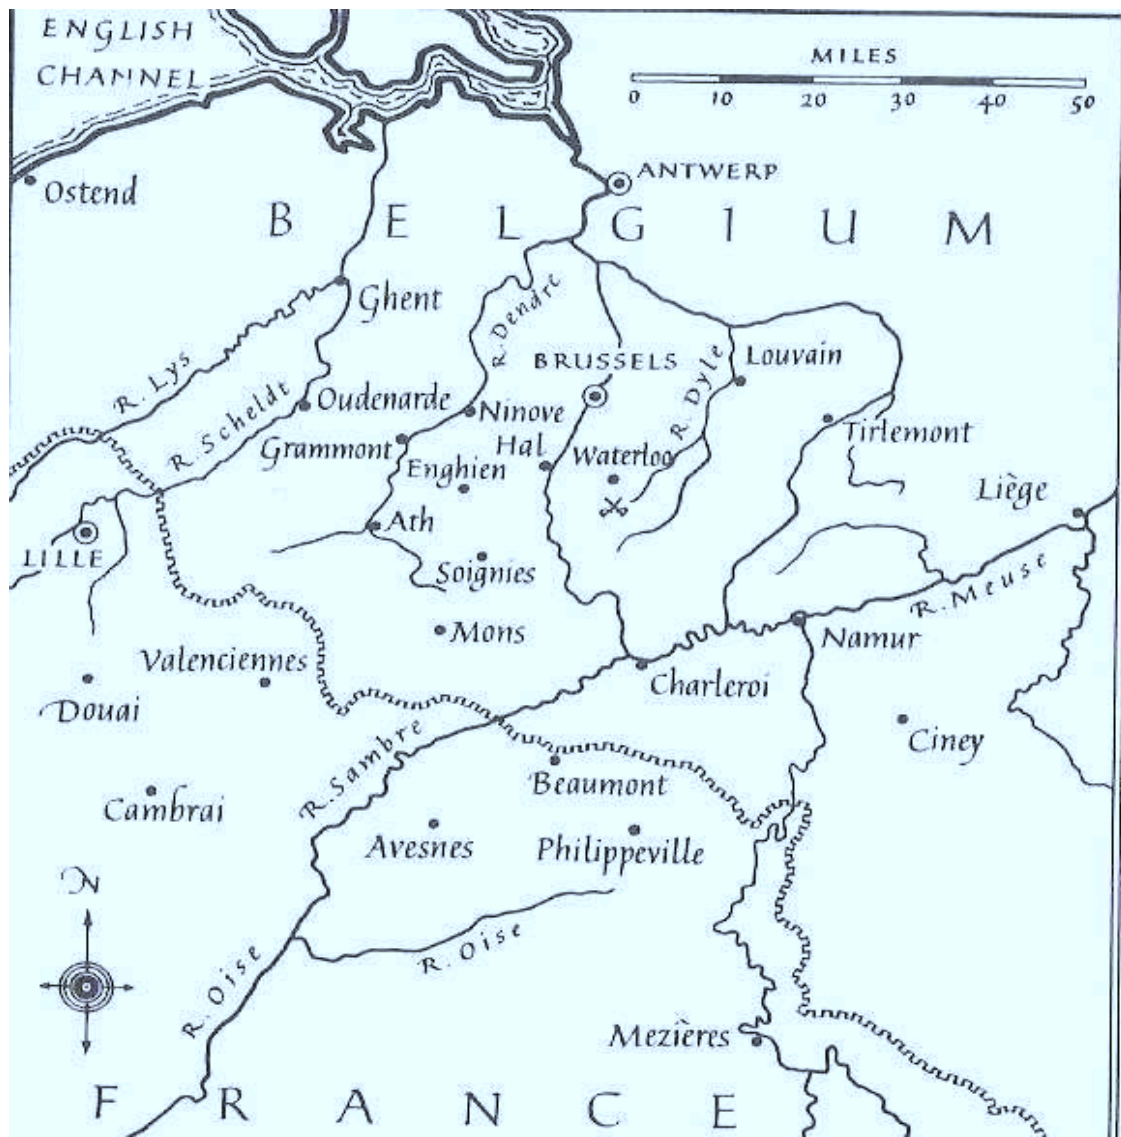 ENGLISH
CHANNEL
MILES
0 10 20 30 40 50
Ostend
ANTWERP
BELGIUM
Ghent
R. Dendre
R. Lys
BRUSSELS
R. Dyle
Louvain
R. Scheldt
Oudenarde
Ninove
Grammont
Hal
Waterloo
Tirlemont
Enghien
Liège
Ath
LILLE
Soignies
R. MEUSE
Mons
Namur
Valenciennes
Charleroi
Douai
Ciney
R. Sambre
Beaumont
Cambrai
Avesnes
Philippeville
N
R. Oise
R. Oise
Mezières
FRANCE